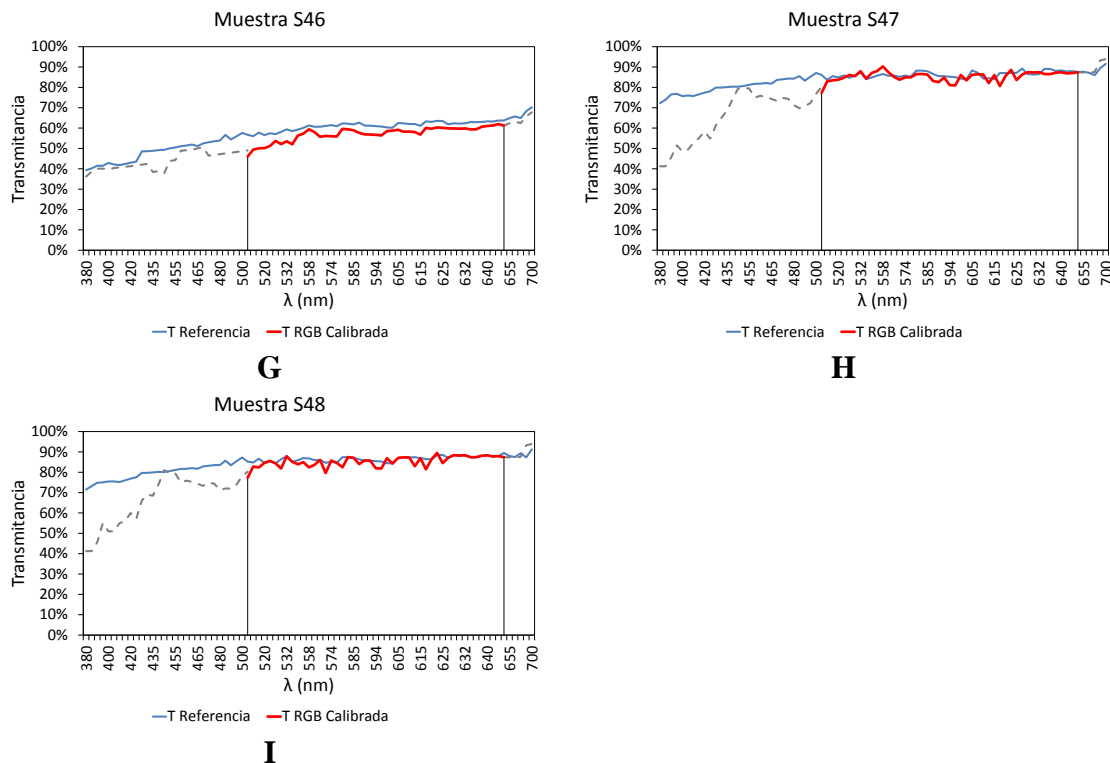 Muestra S46
100%
90%
80%
70%
60%
50%
40%
30%
20%
10%
0%
Transmitancia
380 400 420 435 455 465 480 500 520 532 558 574 585 594 605 615 625 632 640 655 700
λ (nm)
T Referencia T RGB Calibrada
G
Muestra S47
100%
90%
80%
70%
60%
50%
40%
30%
20%
10%
0%
Transmitancia
380 400 420 435 455 465 480 500 520 532 558 574 585 594 605 615 625 632 640 655 700
λ (nm)
T Referencia T RGB Calibrada
H
Muestra S48
100%
90%
80%
70%
60%
50%
40%
30%
20%
10%
0%
Transmitancia
380 400 420 435 455 465 480 500 520 532 558 574 585 594 605 615 625 632 640 655 700
λ (nm)
T Referencia T RGB Calibrada
I